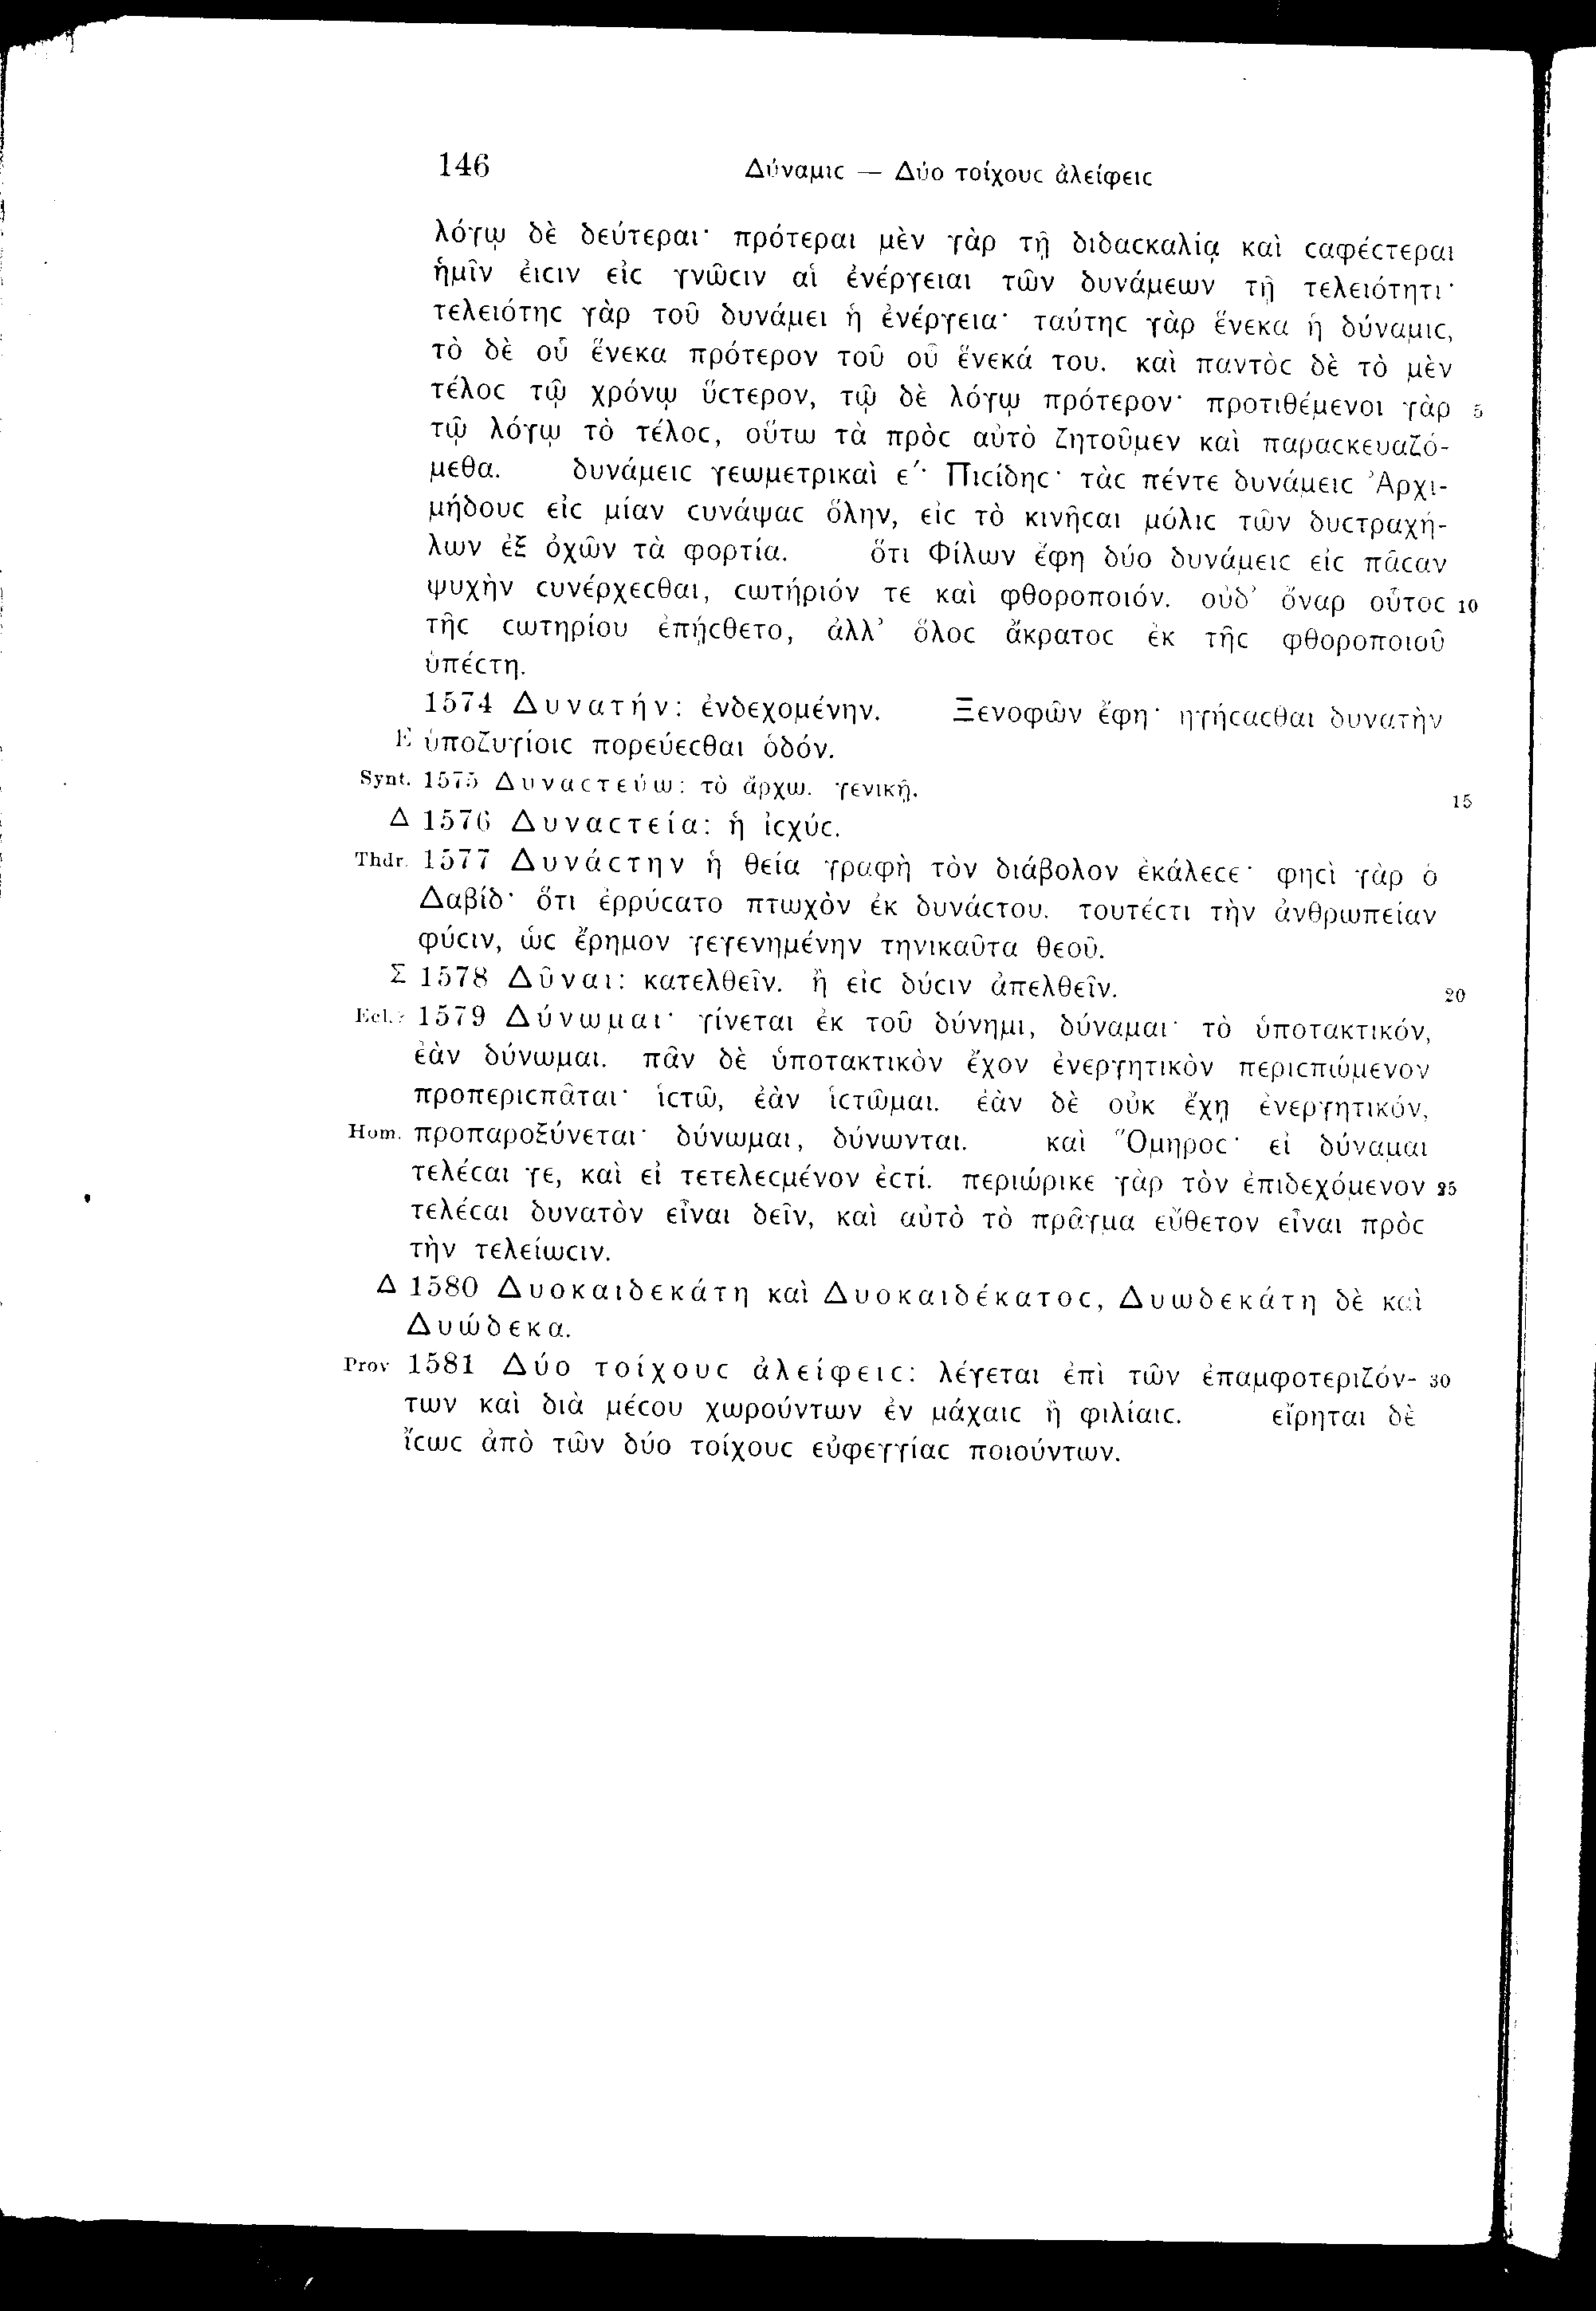 146 Δύναμιϲ — Δύο τοίχουϲ ἀλείφειϲ
λόγῳ δὲ δεύτεραι· πρότεραι μὲν γὰρ τῇ διδαϲκαλίᾳ καὶ ϲαφέϲτεραι
ἡμῖν ἐιϲιν εἰϲ γνῶϲιν αἱ ἐνέργειαι τῶν δυνάμεων τῇ τελειότητι·
τελειότηϲ γὰρ τοῦ δυνάμει ἡ ἐνέργεια· ταύτηϲ γὰρ ἕνεκα ἡ δύναμιϲ,
τὸ δὲ οὗ ἕνεκα πρότερον τοῦ οὗ ἕνεκά του. καὶ παντὸϲ δὲ τὸ μὲν
τέλοϲ τῷ χρόνῳ ὕϲτερον, τῷ δὲ λόγῳ πρότερον· προτιθέμενοι γὰρ 5
τῷ λόγῳ τὸ τέλοϲ, οὕτω τὰ πρὸϲ αὐτὸ ζητοῦμεν καὶ παραϲκευαζό-
μεθα. δυνάμειϲ γεωμετρικαὶ ε΄· Πιϲίδηϲ· τὰϲ πέντε δυνάμειϲ Ἀρχι-
μήδουϲ εἰϲ μίαν ϲυνάψαϲ ὅλην, εἰϲ τὸ κινῆϲαι μόλιϲ τῶν δυϲτραχή-
λων ἐξ ὀχῶν τὰ φορτία. ὅτι Φίλων ἔφη δύο δυνάμειϲ εἰϲ πᾶϲαν
ψυχὴν ϲυνέρχεϲθαι, ϲωτήριόν τε καὶ φθοροποιόν. οὐδ’ ὄναρ οὗτοϲ 10
τῆϲ ϲωτηρίου ἐπῄϲθετο, ἀλλ’ ὅλοϲ ἄκρατοϲ ἐκ τῆϲ φθοροποιοῦ
ὑπέϲτη.
1574 Δυνατήν: ἐνδεχομένην. Ξενοφῶν ἔφη· ἡγήϲαϲθαι δυνατὴν
E ὑποζυγίοιϲ πορεύεϲθαι ὁδόν.
Synt. 1575 Δυναϲτεύω: τὸ ἄρχω. γενικῇ. 15
Δ 1576 Δυναϲτεία: ἡ ἰϲχύϲ.
Thdr. 1577 Δυνάϲτην ἡ θεία γραφὴ τὸν διάβολον ἐκάλεϲε· φηϲὶ γὰρ ὁ
Δαβίδ· ὅτι ἐρρύϲατο πτωχὸν ἐκ δυνάϲτου. τουτέϲτι τὴν ἀνθρωπείαν
φύϲιν, ὡϲ ἔρημον γεγενημένην τηνικαῦτα θεοῦ.
Σ 1578 Δῦναι: κατελθεῖν. ἢ εἰϲ δύϲιν ἀπελθεῖν. 20
Ecl.? 1579 Δύνωμαι· γίνεται ἐκ τοῦ δύνημι, δύναμαι· τὸ ὑποτακτικόν,
ἐὰν δύνωμαι. πᾶν δὲ ὑποτακτικὸν ἔχον ἐνεργητικὸν περιϲπώμενον
προπεριϲπᾶται· ἱϲτῶ, ἐὰν ἱϲτῶμαι. ἐὰν δὲ οὐκ ἔχῃ ἐνεργητικόν,
Hom. προπαροξύνεται· δύνωμαι, δύνωνται. καὶ Ὅμηροϲ· εἰ δύναμαι
τελέϲαι γε, καὶ εἰ τετελεϲμένον ἐϲτί. περιώρικε γὰρ τὸν ἐπιδεχόμενον 25
τελέϲαι δυνατὸν εἶναι δεῖν, καὶ αὐτὸ τὸ πρᾶγμα εὔθετον εἶναι πρὸϲ
τὴν τελείωϲιν.
Δ 1580 Δυοκαιδεκάτη καὶ Δυοκαιδέκατοϲ, Δυωδεκάτη δὲ καὶ
Δυώδεκα.
Prov 1581 Δύο τοίχουϲ ἀλείφειϲ: λέγεται ἐπὶ τῶν ἐπαμφοτεριζόν- 30
των καὶ διὰ μέϲου χωρούντων ἐν μάχαιϲ ἢ φιλίαιϲ. εἴρηται δὲ
ἴϲωϲ ἀπὸ τῶν δύο τοίχουϲ εὐφεγγίαϲ ποιούντων.